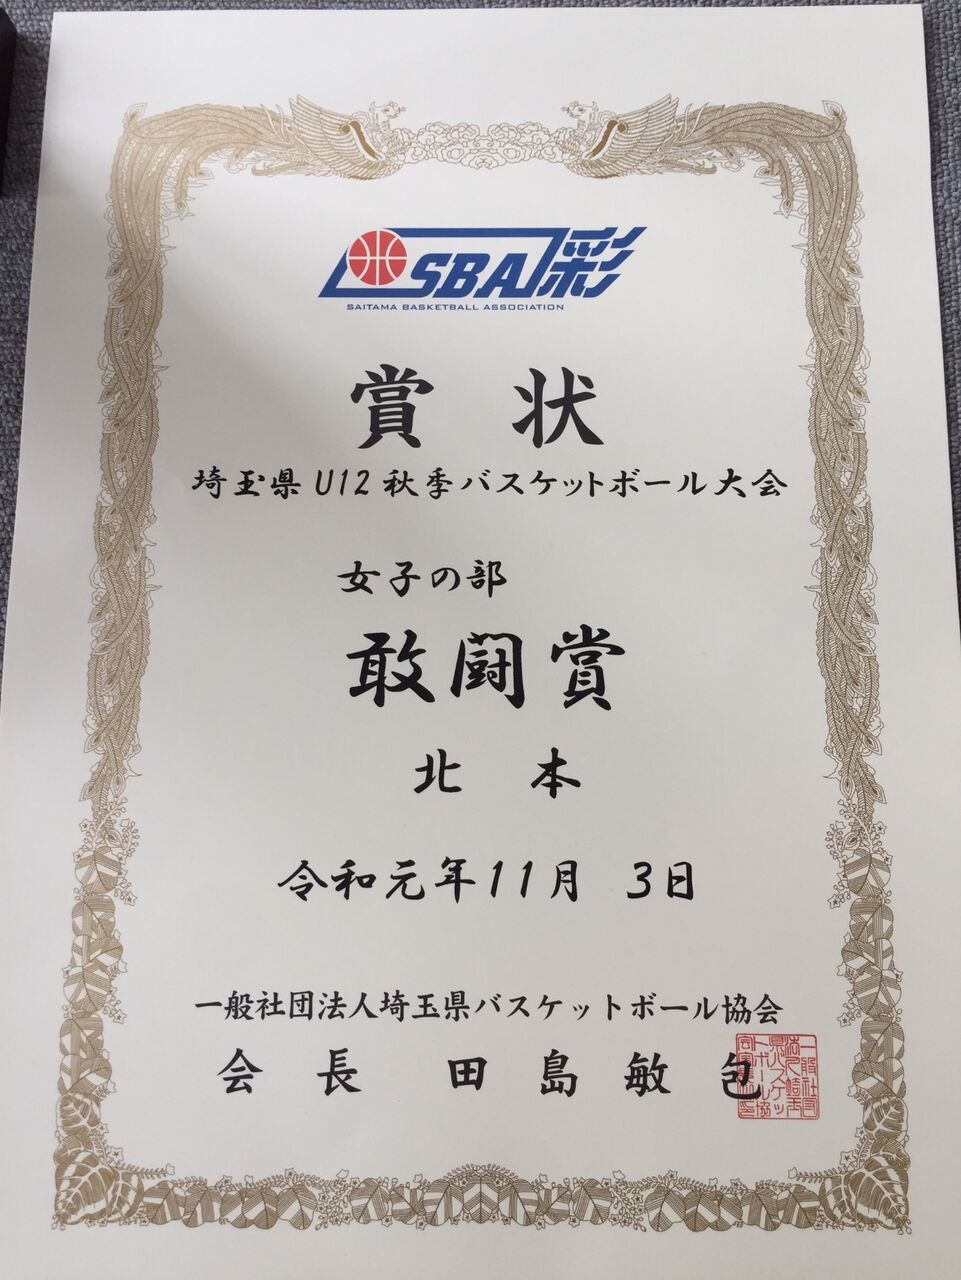 SBA彩
SAITAMA BASKETBALL ASSOCIATION
賞 状
埼玉県U12秋季バスケットボール大会
女子の部
敢闘賞
北 本
令和元年11月 3日
一般社団法人埼玉県バスケットボール協会
会 長 田 島 敏 包